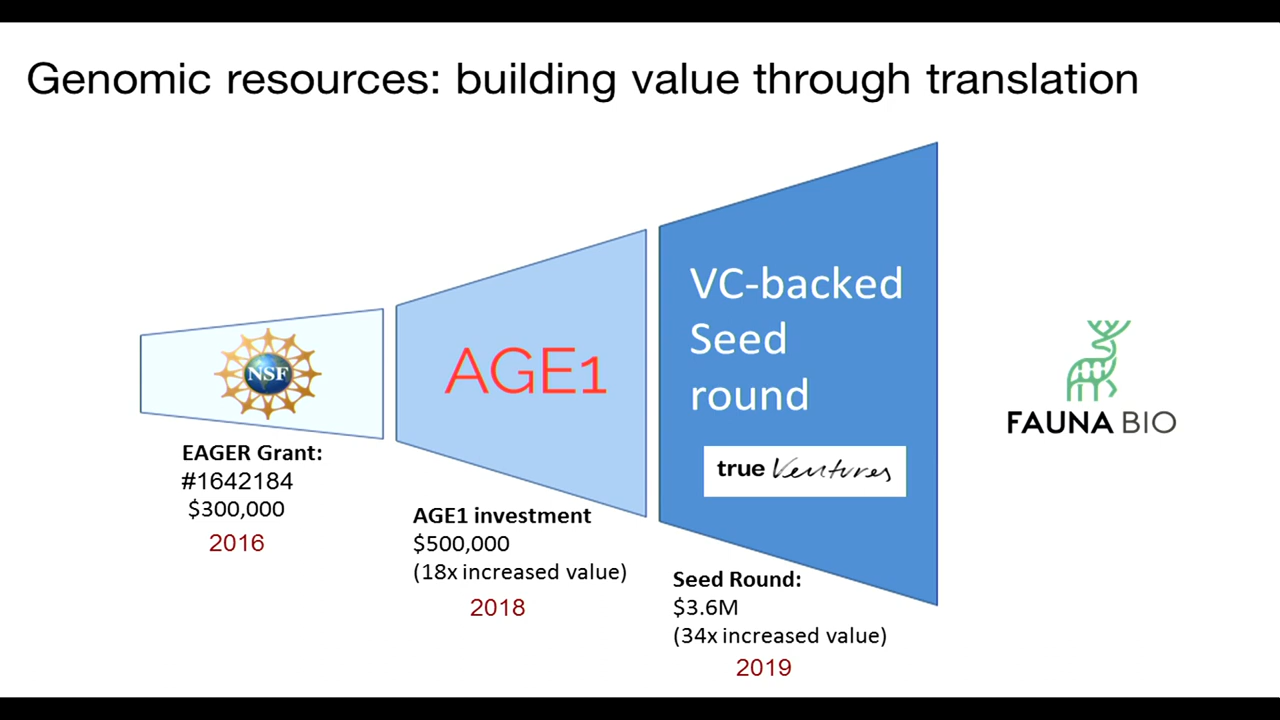 Genomic resources: building value through translation
NSF
EAGER Grant:
#1642184
$300,000
2016
AGE1
AGE1 investment
$500,000
(18x increased value)
2018
VC-backed
Seed
round
true Ventures
Seed Round:
$3.6M
(34x increased value)
2019
FAUNA BIO